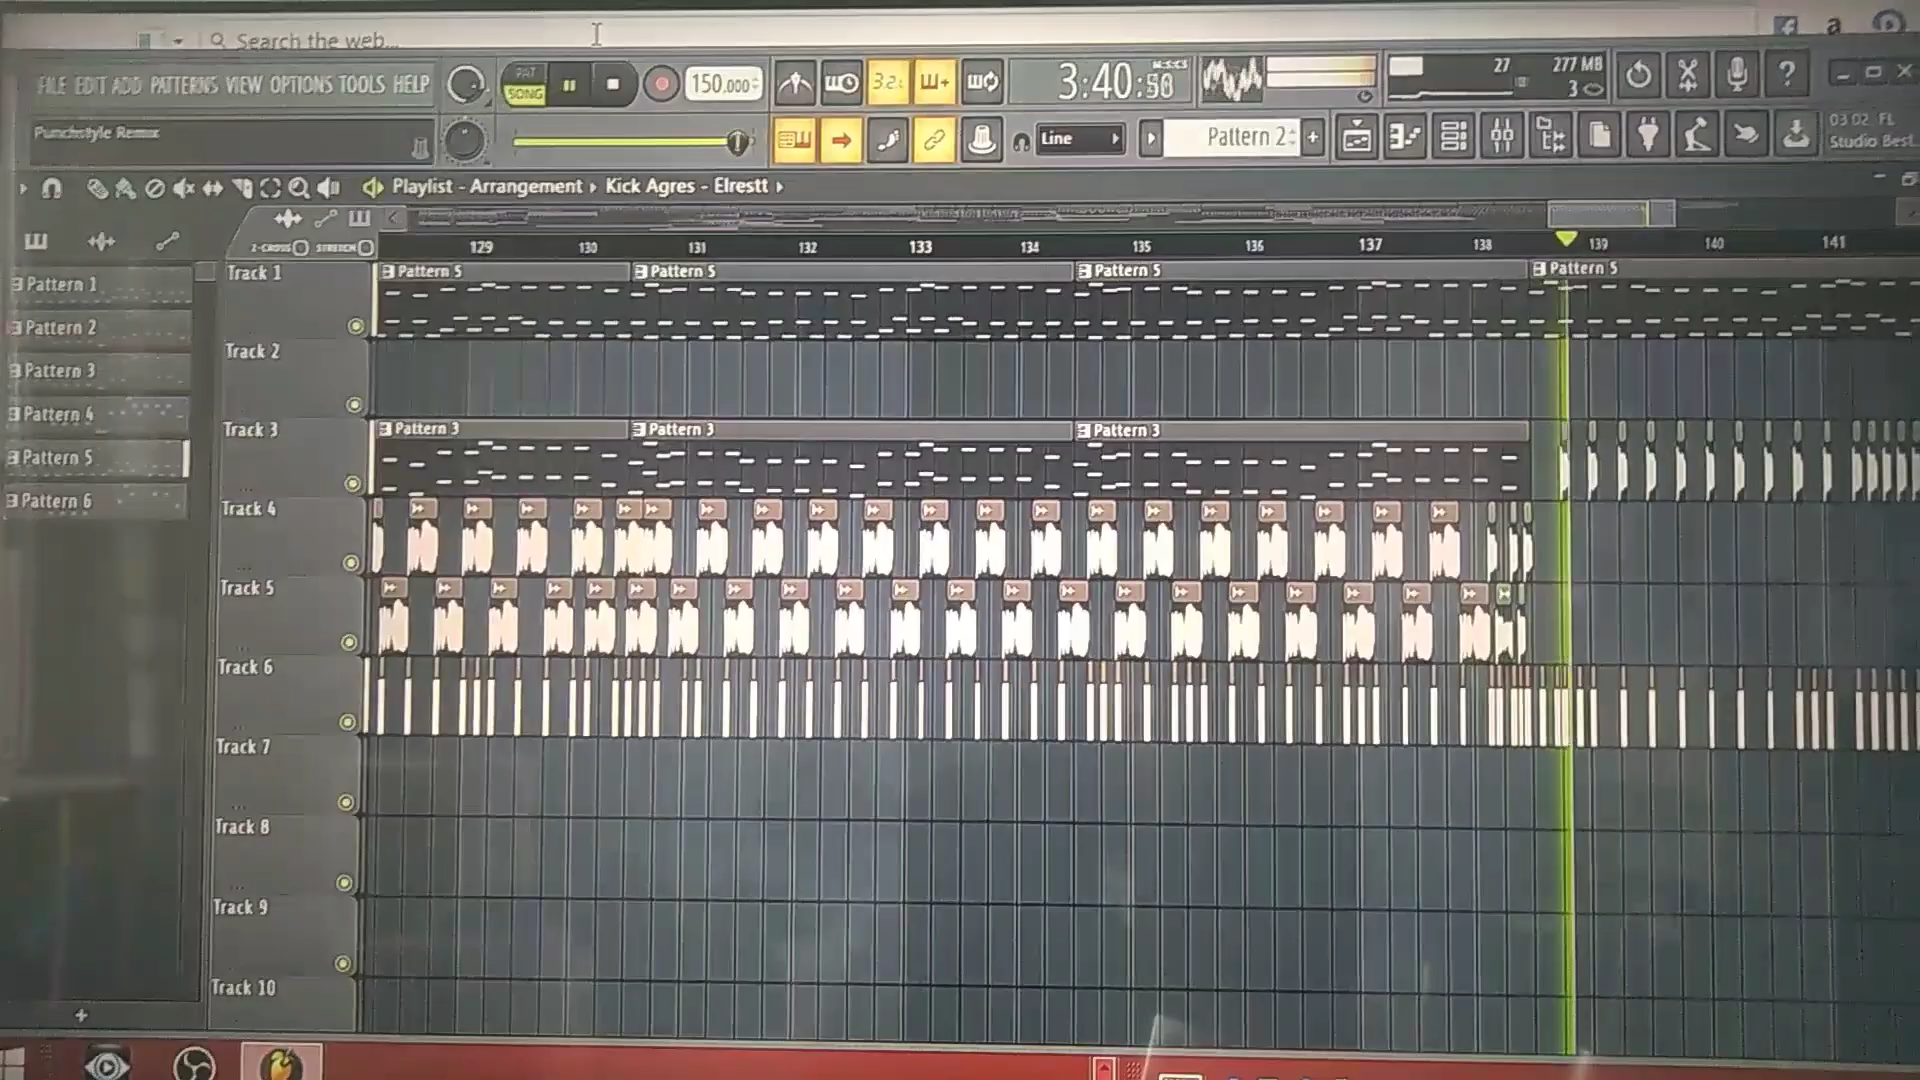 Search the web...
FILE EDIT ADD PATTERNS VIEW OPTIONS TOOLS HELP
PAT
SONG
150.000
3:40:50
M:S:CS
27
277 MB
3
Punchstyle Remix
Line
Pattern 2
03 02 FL
Studio Best
Playlist - Arrangement
Kick Agres - Elrestt
Z-CROSS
STRETCH
129
130
131
132
133
134
135
136
137
138
139
140
141
Pattern 1
Pattern 2
Pattern 3
Pattern 4
Pattern 5
Pattern 6
Track 1
Pattern 5
Pattern 5
Pattern 5
Pattern 5
Track 2
Track 3
Pattern 3
Pattern 3
Pattern 3
Track 4
Track 5
Track 6
Track 7
Track 8
Track 9
Track 10